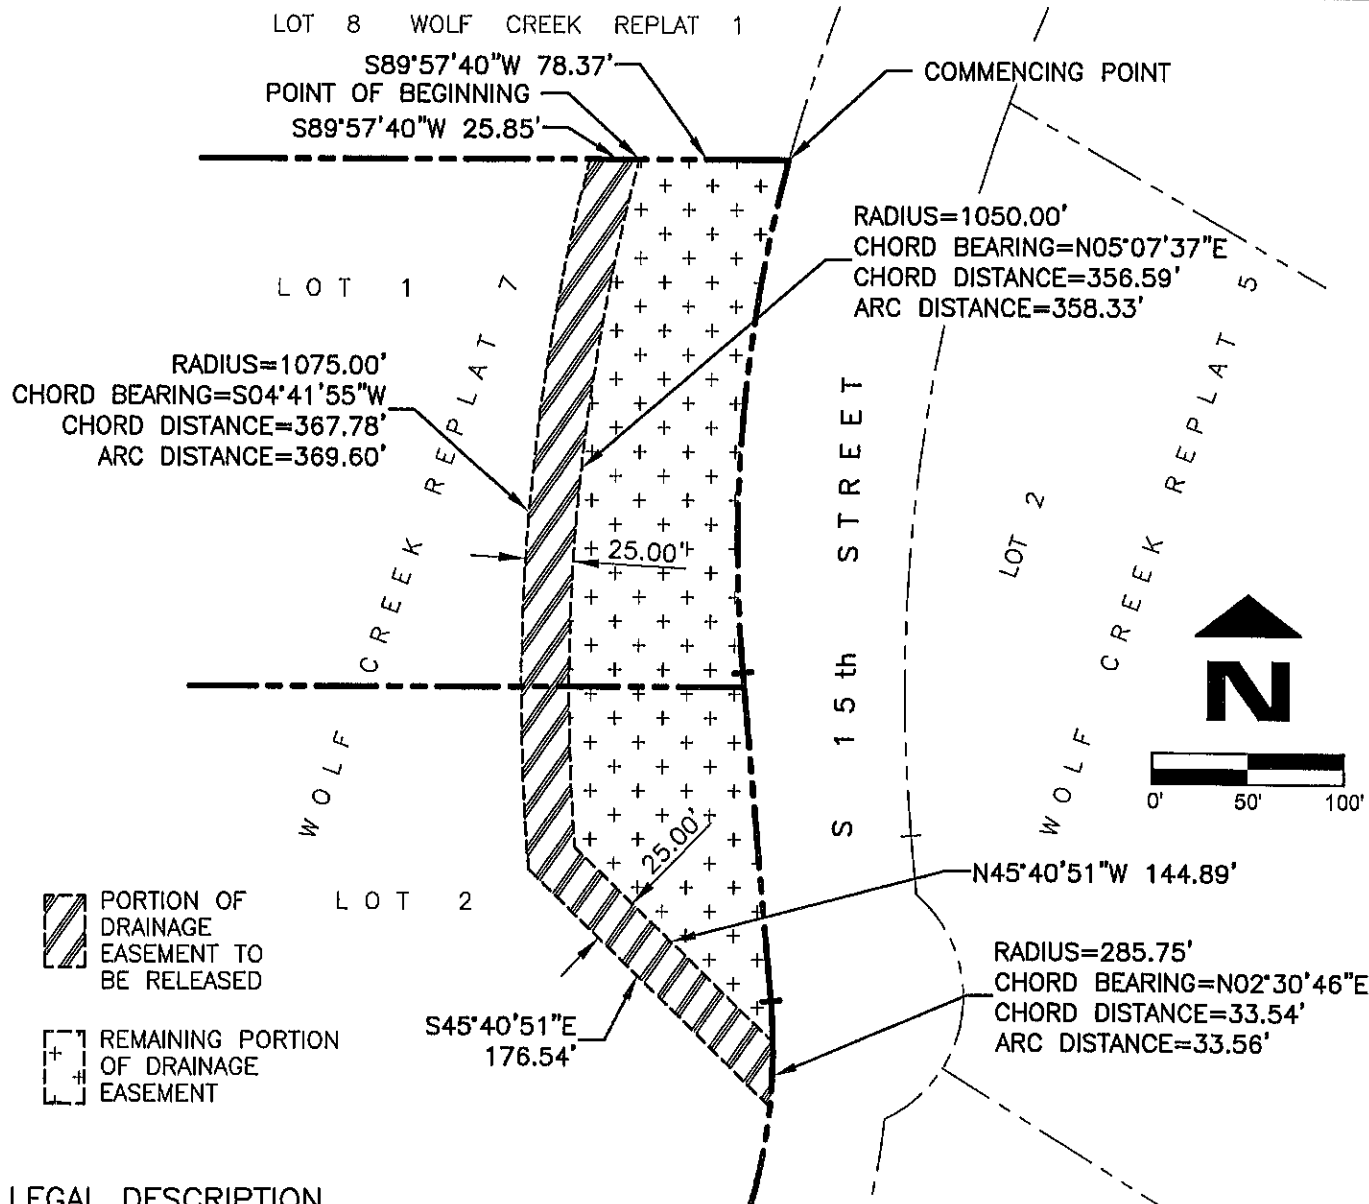 LOT 8 WOLF CREEK REPLAT 1
S89°57'40"W 78.37'
POINT OF BEGINNING
S89°57'40"W 25.85'
COMMENCING POINT
RADIUS=1050.00'
CHORD BEARING=N05°07'37"E
CHORD DISTANCE=356.59'
ARC DISTANCE=358.33'
LOT 1
RADIUS=1075.00'
CHORD BEARING=S04°41'55"W
CHORD DISTANCE=367.78'
ARC DISTANCE=369.60'
WOLF CREEK REPLAT 7
25.00'
S 15th STREET
LOT 2
WOLF CREEK REPLAT 5
N
0' 50' 100'
25.00'
N45°40'51"W 144.89'
LOT 2
PORTION OF
DRAINAGE
EASEMENT TO
BE RELEASED
RADIUS=285.75'
CHORD BEARING=N02°30'46"E
CHORD DISTANCE=33.54'
ARC DISTANCE=33.56'
S45°40'51"E
176.54'
REMAINING PORTION
OF DRAINAGE
EASEMENT
LEGAL DESCRIPTION